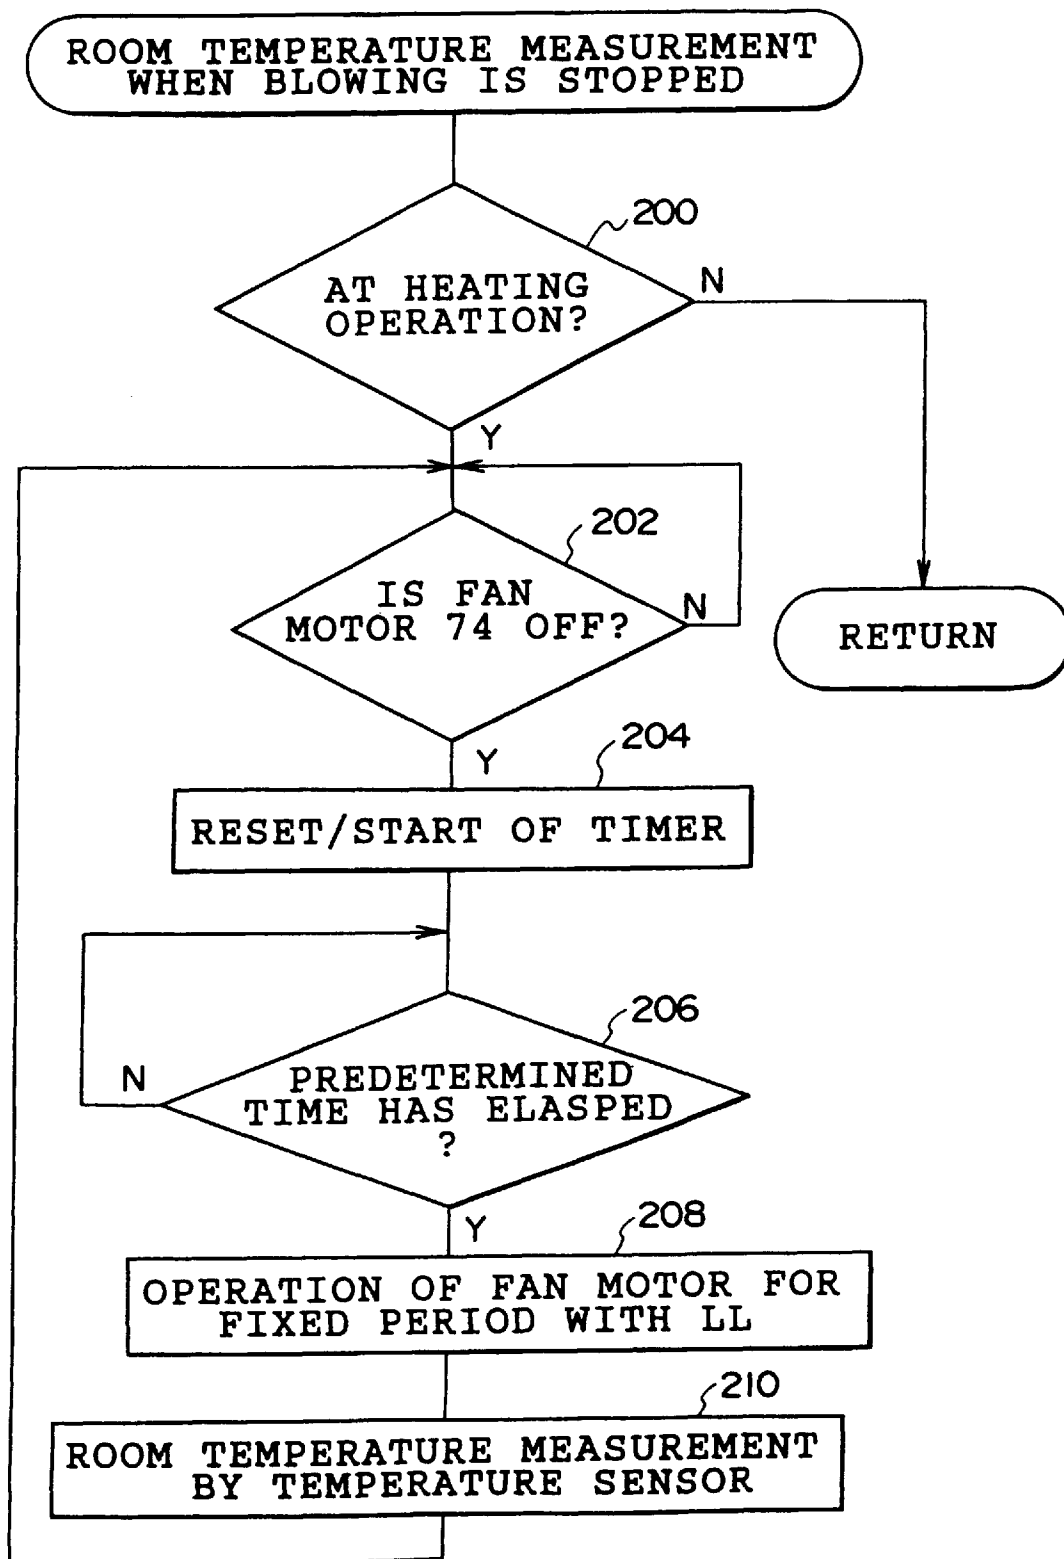 ROOM TEMPERATURE MEASUREMENT
WHEN BLOWING IS STOPPED
200
AT HEATING
OPERATION?
N
Y
202
IS FAN
MOTOR 74 OFF?
N
RETURN
Y
204
RESET/START OF TIMER
206
N
PREDETERMINED
TIME HAS ELASPED
?
Y
208
OPERATION OF FAN MOTOR FOR
FIXED PERIOD WITH LL
210
ROOM TEMPERATURE MEASUREMENT
BY TEMPERATURE SENSOR